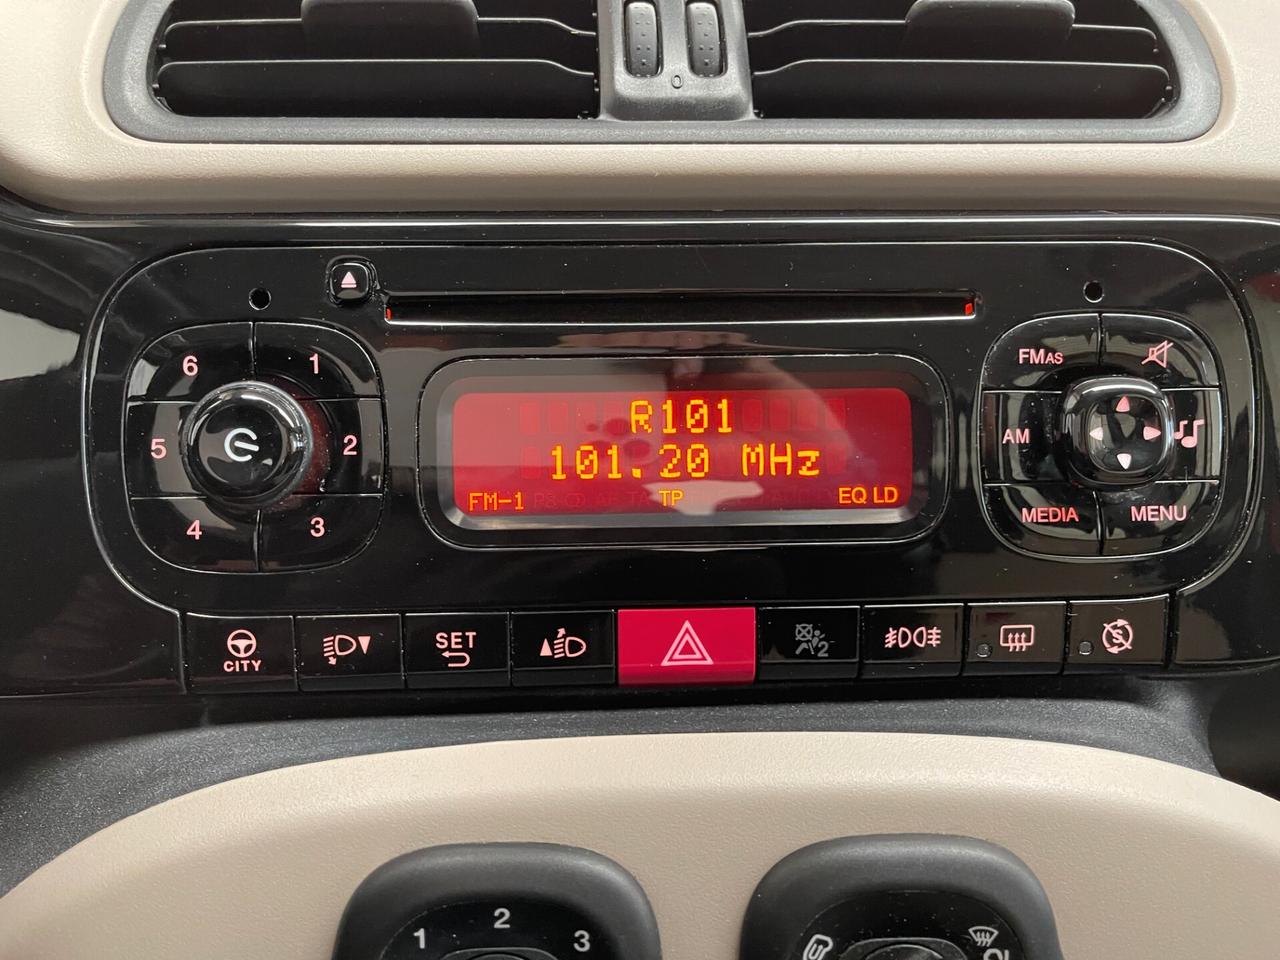 0
6 1
5 2
4 3
R101
101.20 MHz
FM-1 TP EQ LD
FMAS
AM
MEDIA MENU
CITY
SET
2
1 2 3